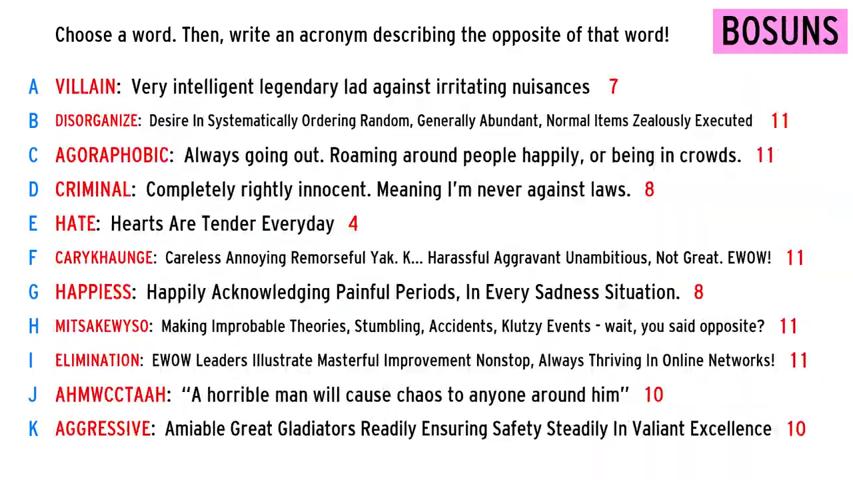 Choose a word. Then, write an acronym describing the opposite of that word!
BOSUNS
A VILLAIN: Very intelligent legendary lad against irritating nuisances 7
B DISORGANIZE: Desire In Systematically Ordering Random, Generally Abundant, Normal Items Zealously Executed 11
C AGORAPHOBIC: Always going out. Roaming around people happily, or being in crowds. 11
D CRIMINAL: Completely rightly innocent. Meaning I'm never against laws. 8
E HATE: Hearts Are Tender Everyday 4
F CARYKHAUNGE: Careless Annoying Remorseful Yak. K... Harassful Aggravant Unambitious, Not Great. EWOW! 11
G HAPPIESS: Happily Acknowledging Painful Periods, In Every Sadness Situation. 8
H MITSAKEWYSO: Making Improbable Theories, Stumbling, Accidents, Klutzy Events - wait, you said opposite? 11
I ELIMINATION: EWOW Leaders Illustrate Masterful Improvement Nonstop, Always Thriving In Online Networks! 11
J AHMWCCTAAH: “A horrible man will cause chaos to anyone around him” 10
K AGGRESSIVE: Amiable Great Gladiators Readily Ensuring Safety Steadily In Valiant Excellence 10